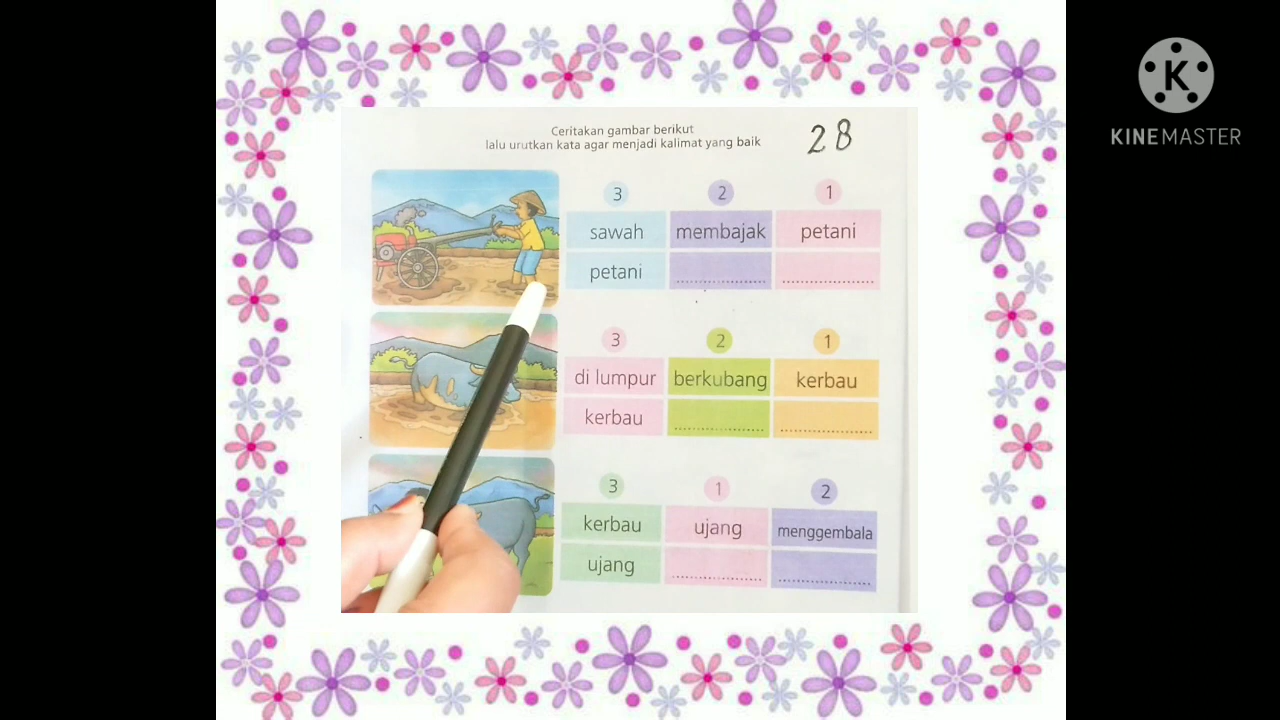 Ceritakan gambar berikut
lalu urutkan kata agar menjadi kalimat yang baik
28
3 2 1
sawah membajak petani
petani ........................ ........................
3 2 1
di lumpur berkubang kerbau
kerbau ........................ ........................
3 1 2
kerbau ujang menggembala
ujang ........................ ........................
K
KINEMASTER